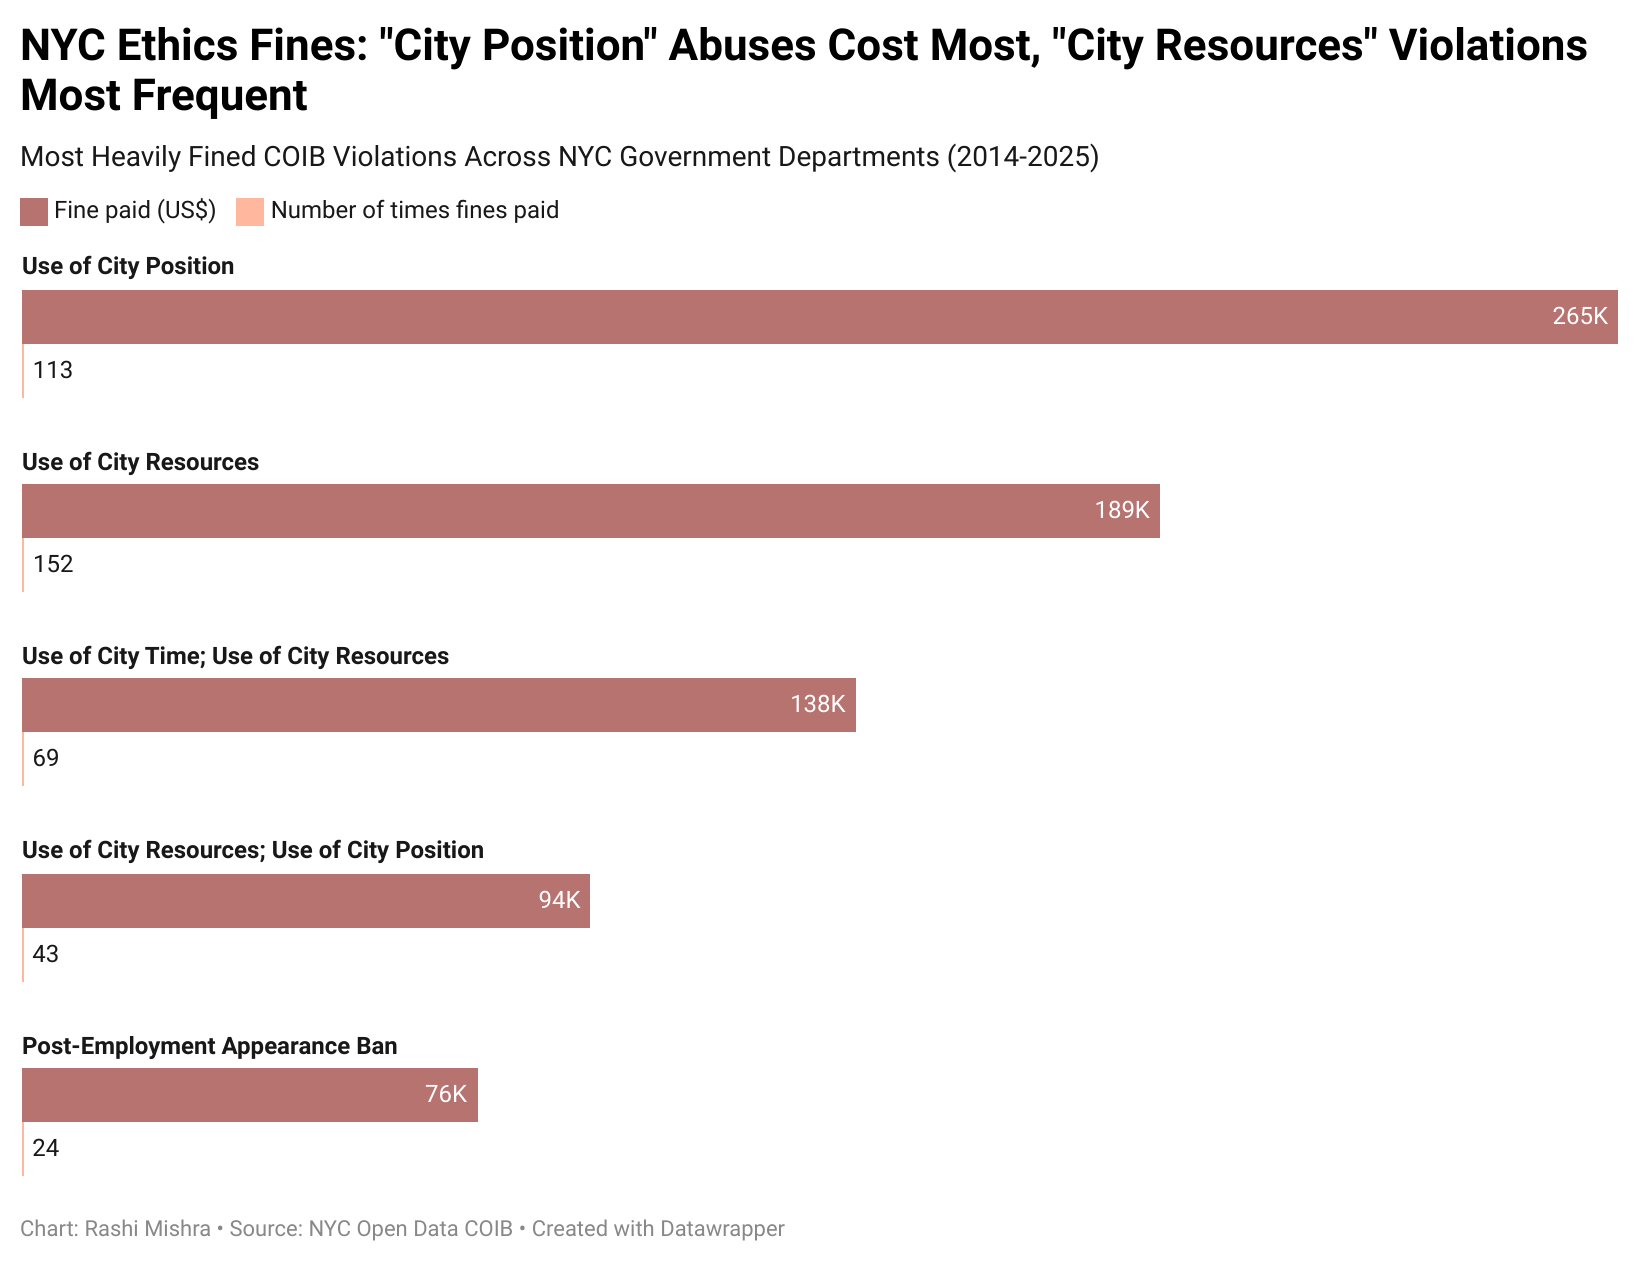 NYC Ethics Fines: "City Position" Abuses Cost Most, "City Resources" Violations
Most Frequent
Most Heavily Fined COIB Violations Across NYC Government Departments (2014-2025)
Fine paid (US$) Number of times fines paid
Use of City Position
265K
113
Use of City Resources
189K
152
Use of City Time; Use of City Resources
138K
69
Use of City Resources; Use of City Position
94K
43
Post-Employment Appearance Ban
76K
24
Chart: Rashi Mishra • Source: NYC Open Data COIB • Created with Datawrapper